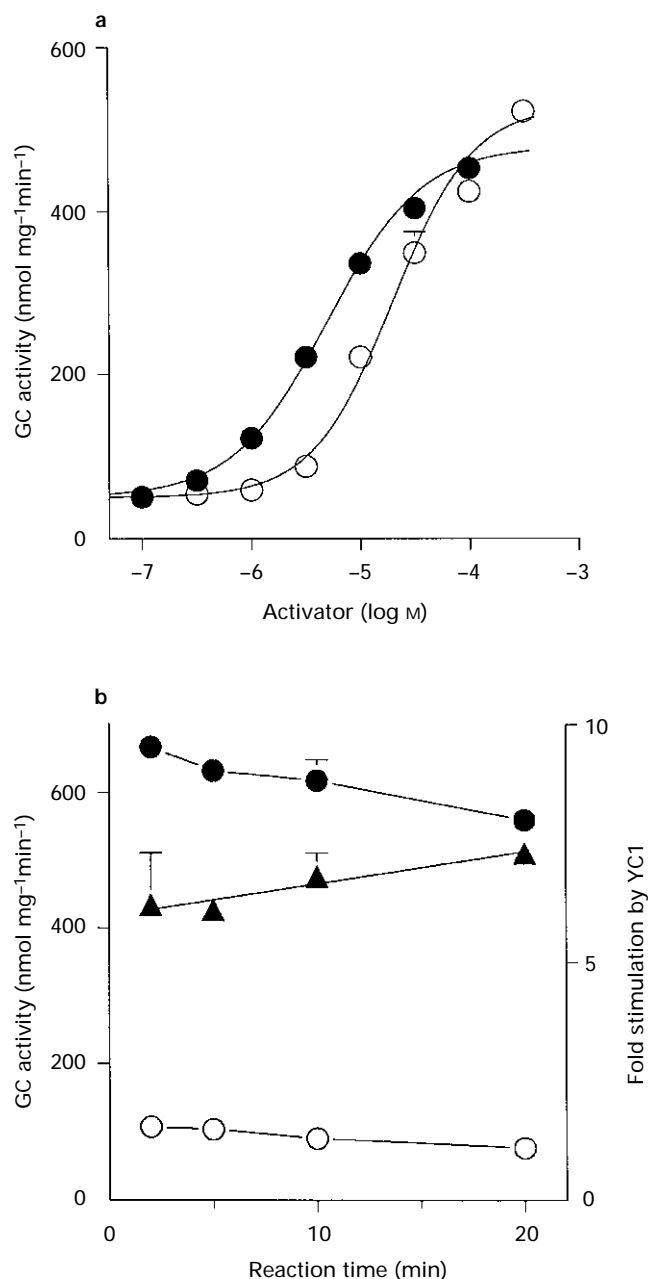 a
600
400
200
0
GC activity (nmol mg⁻¹min⁻¹)
−7 −6 −5 −4 −3
Activator (log M)
b
600
400
200
0
GC activity (nmol mg⁻¹min⁻¹)
10
5
0
Fold stimulation by YC1
0 10 20
Reaction time (min)